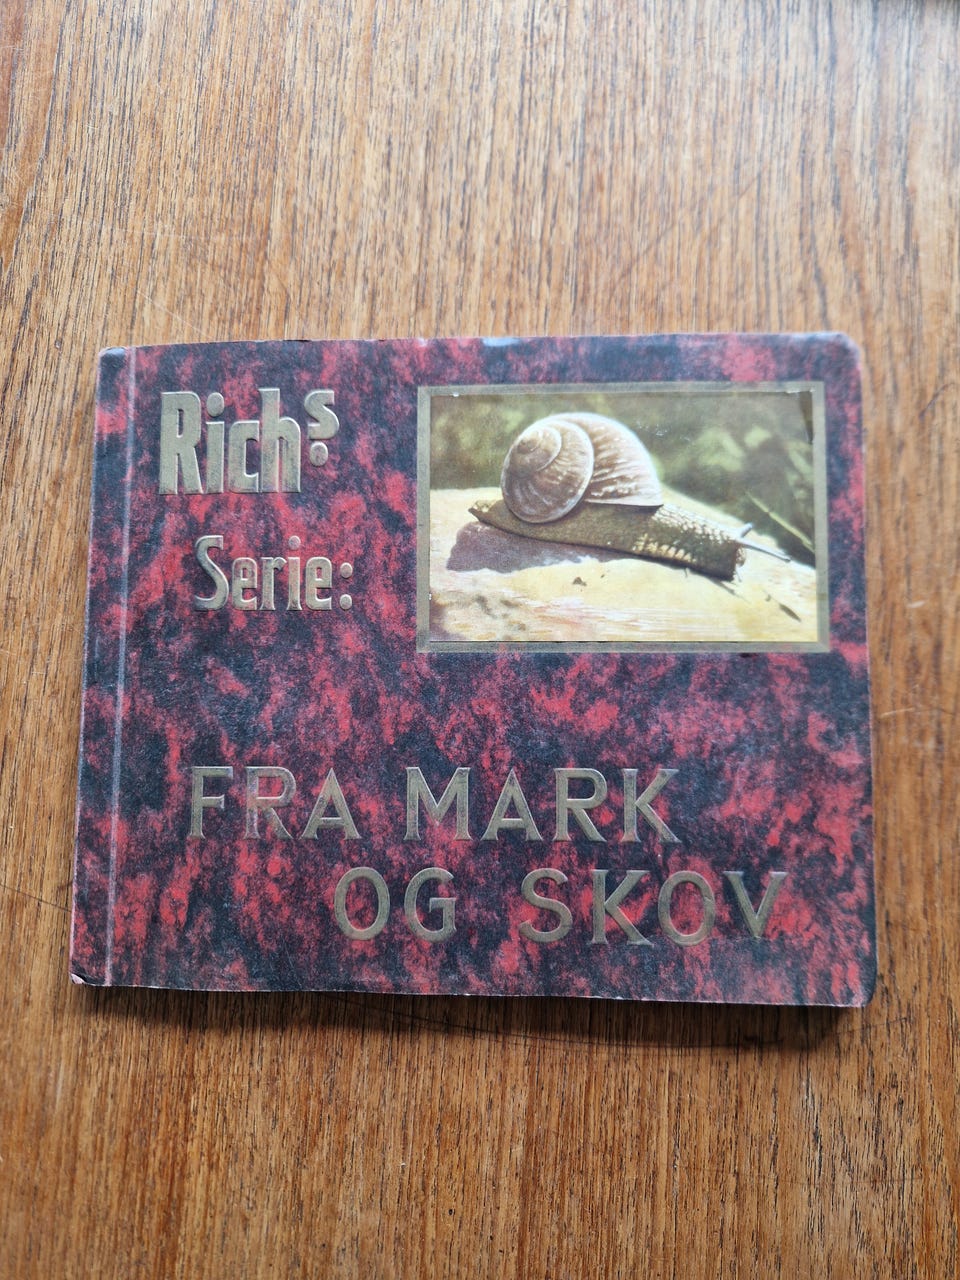 Richs
Serie:
FRA MARK
OG SKOV